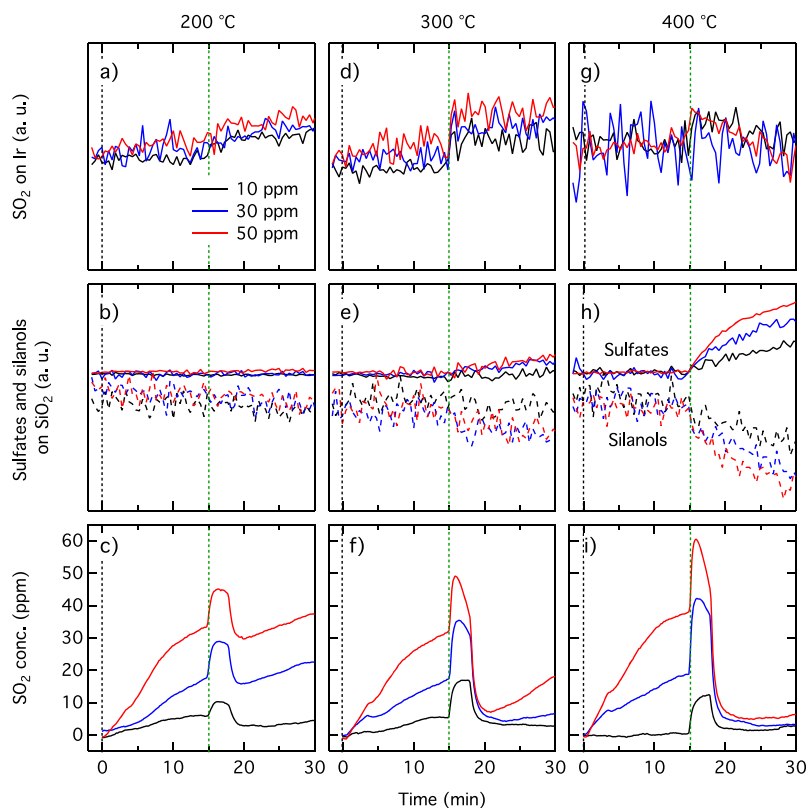 200 °C
300 °C
400 °C
SO2 on Ir (a. u.)
a)
d)
g)
10 ppm
30 ppm
50 ppm
Sulfates and silanols
on SiO2 (a. u.)
b)
e)
h)
Sulfates
Silanols
SO2 conc. (ppm)
c)
f)
i)
60
50
40
30
20
10
0
0 10 20 30
0 10 20 30
0 10 20 30
Time (min)